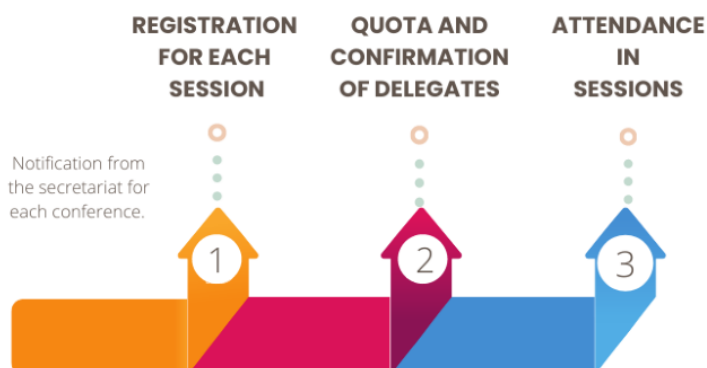 REGISTRATION
FOR EACH
SESSION
QUOTA AND
CONFIRMATION
OF DELEGATES
ATTENDANCE
IN
SESSIONS
Notification from
the secretariat for
each conference.
1
2
3